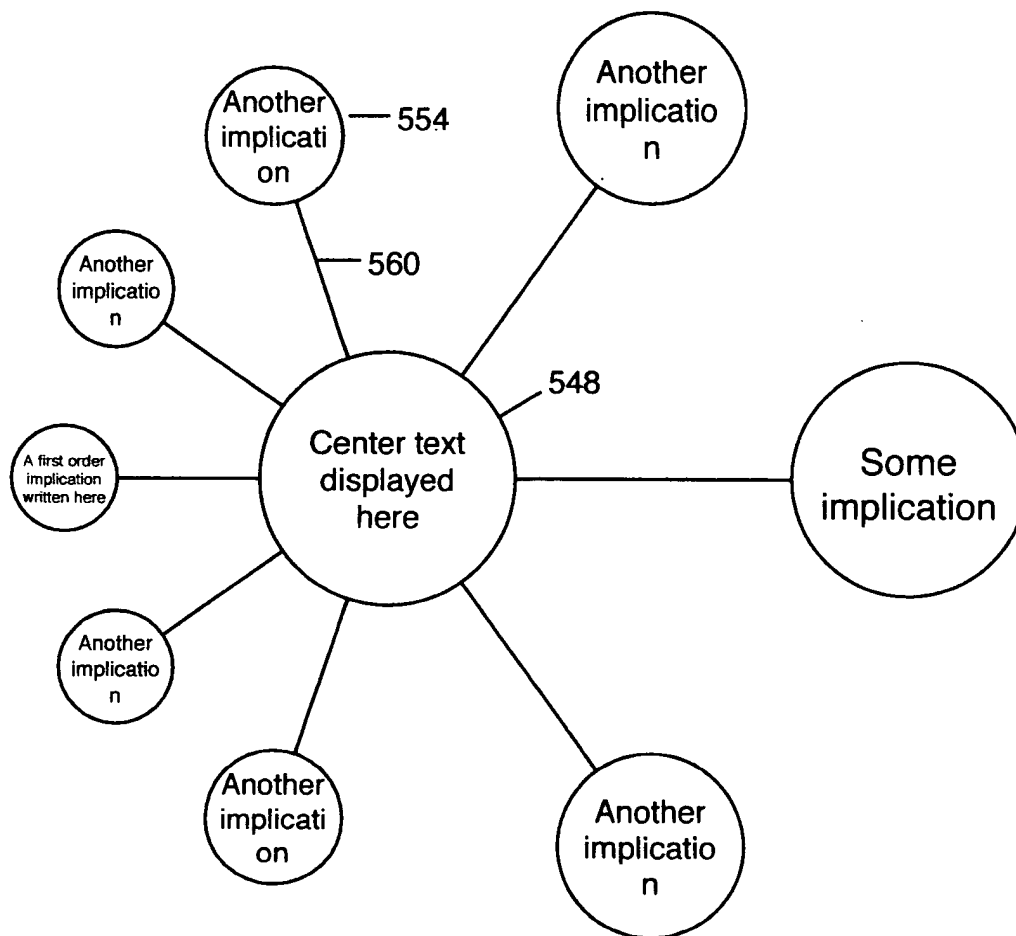 Another
implicati
on
554
Another
implicatio
n
560
Another
implicatio
n
548
Center text
displayed
here
A first order
implication
written here
Some
implication
Another
implicatio
n
Another
implicati
on
Another
implicatio
n